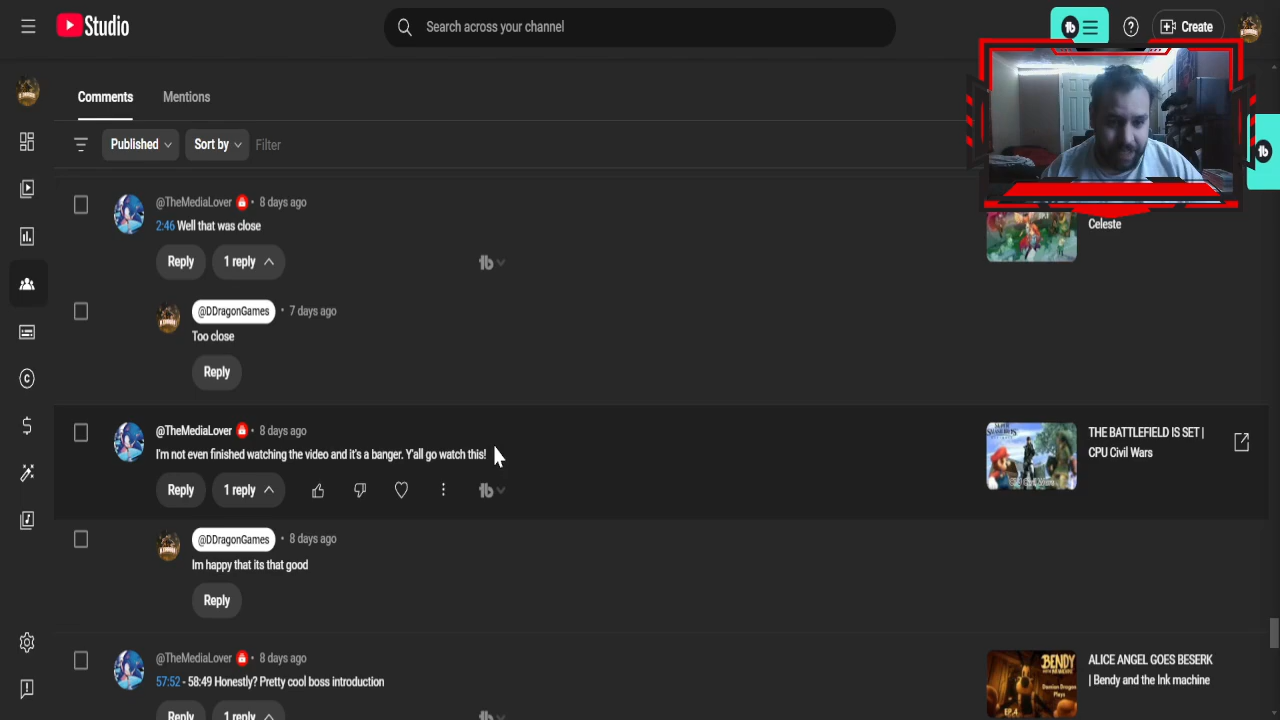 Studio
Search across your channel
Create
Comments
Mentions
Published
Sort by
Filter
@TheMediaLover • 8 days ago
2:46 Well that was close
Reply
1 reply
Celeste
@DDragonGames • 7 days ago
Too close
Reply
@TheMediaLover • 8 days ago
I'm not even finished watching the video and it's a banger. Y'all go watch this!
Reply
1 reply
THE BATTLEFIELD IS SET |
CPU Civil Wars
@DDragonGames • 8 days ago
Im happy that its that good
Reply
@TheMediaLover • 8 days ago
57:52 - 58:49 Honestly? Pretty cool boss introduction
Reply
1 reply
BENDY
EP.4
ALICE ANGEL GOES BESERK
| Bendy and the Ink machine